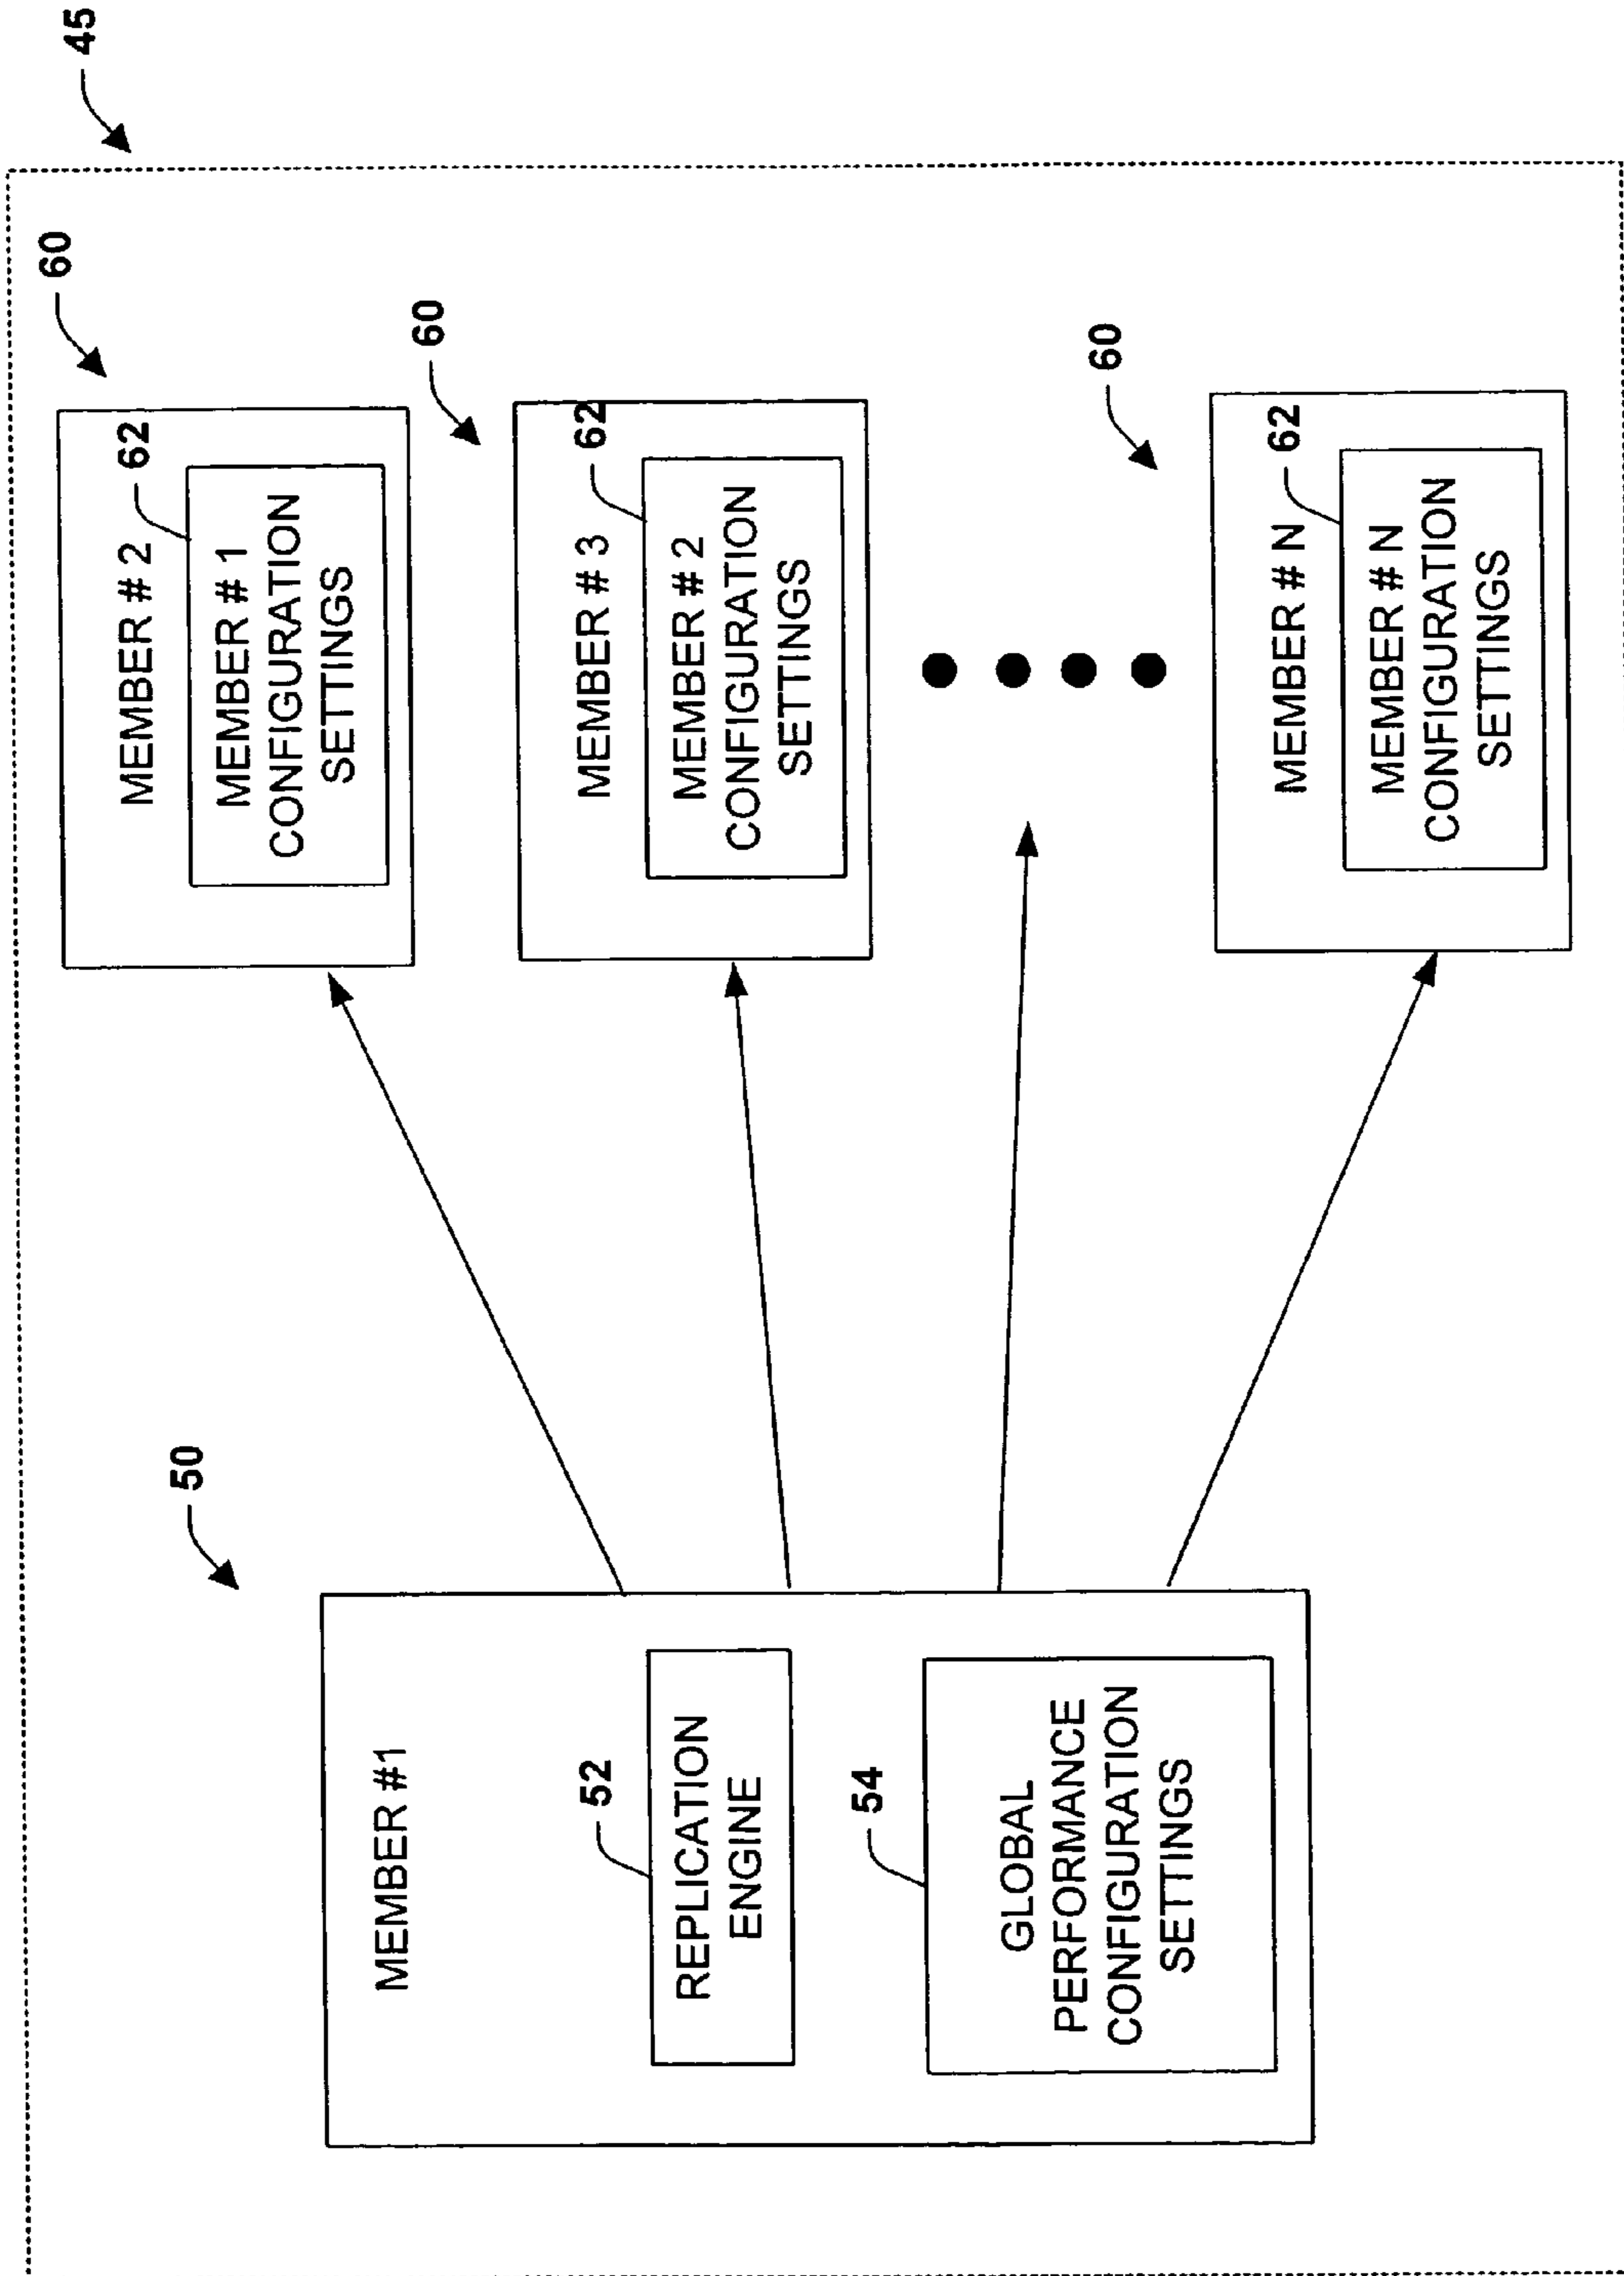 45
50
MEMBER #1
52
REPLICATION
ENGINE
54
GLOBAL
PERFORMANCE
CONFIGURATION
SETTINGS
60
MEMBER # 2
62
MEMBER # 1
CONFIGURATION
SETTINGS
60
MEMBER # 3
62
MEMBER # 2
CONFIGURATION
SETTINGS
60
MEMBER # N
62
MEMBER # N
CONFIGURATION
SETTINGS